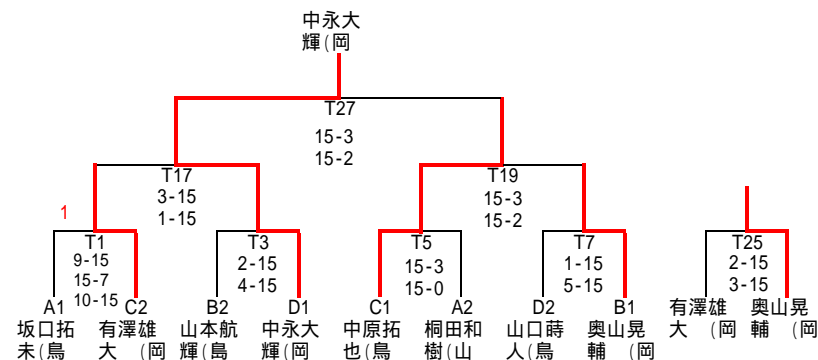 中永大
輝(岡
T27
15-3
15-2
T17
3-15
1-15
T19
15-3
15-2
1
T1
9-15
15-7
10-15
T3
2-15
4-15
T5
15-3
15-0
T7
1-15
5-15
T25
2-15
3-15
A1
坂口拓
未(鳥
C2
有澤雄
大 (岡
B2
山本航
輝(島
D1
中永大
輝(岡
C1
中原拓
也(鳥
A2
桐田和
樹(山
D2
山口蒔
人(鳥
B1
奥山晃
輔 (岡
有澤雄
大 (岡
奥山晃
輔 (岡